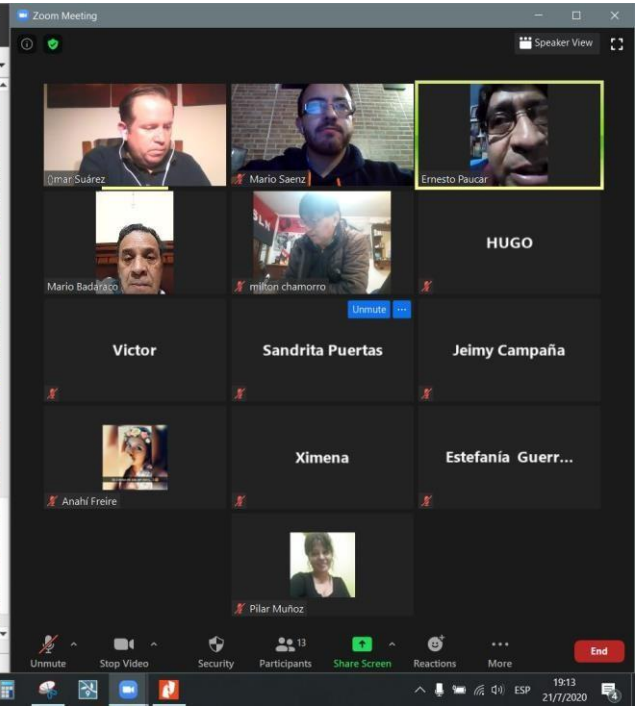 Zoom Meeting
Speaker View
Omar Suárez
Mario Saenz
Ernesto Paucar
Mario Badaraco
milton chamorro
HUGO
Unmute
Victor
Sandrita Puertas
Jeimy Campaña
Anahí Freire
Ximena
Estefanía Guerr...
Pilar Muñoz
13
Unmute
Stop Video
Security
Participants
Share Screen
Reactions
More
End
ESP
19:13
21/7/2020
4